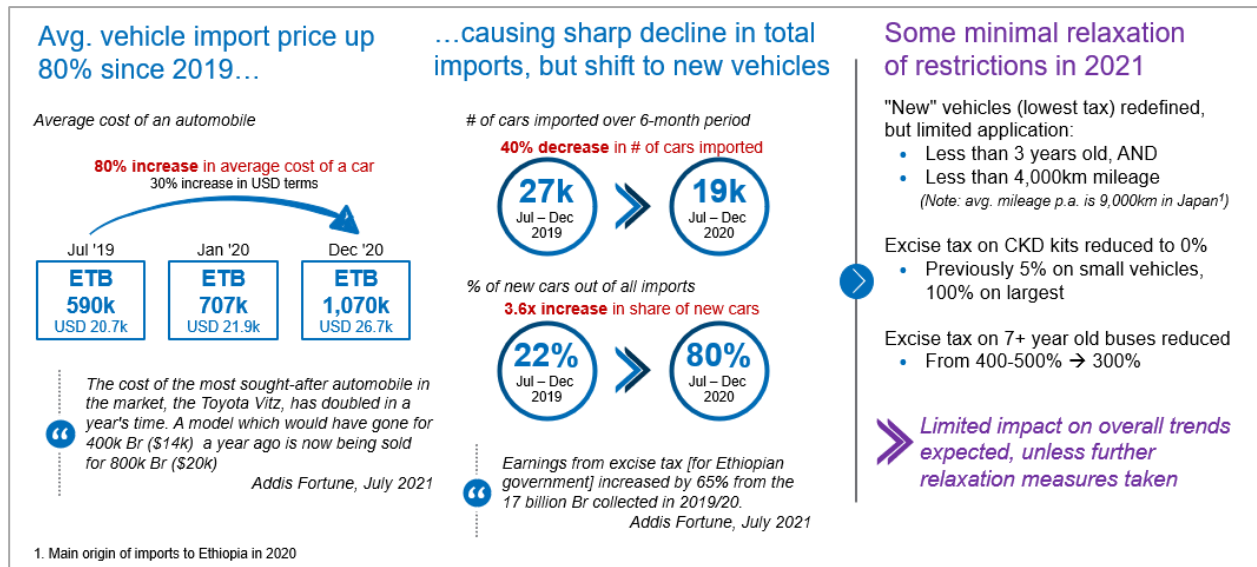 Avg. vehicle import price up
80% since 2019…
Average cost of an automobile
80% increase in average cost of a car
30% increase in USD terms
Jul '19
ETB
590k
USD 20.7k
Jan '20
ETB
707k
USD 21.9k
Dec '20
ETB
1,070k
USD 26.7k
The cost of the most sought-after automobile in
the market, the Toyota Vitz, has doubled in a
year's time. A model which would have gone for
400k Br ($14k) a year ago is now being sold
for 800k Br ($20k)
Addis Fortune, July 2021
…causing sharp decline in total
imports, but shift to new vehicles
# of cars imported over 6-month period
40% decrease in # of cars imported
27k
Jul – Dec
2019
19k
Jul – Dec
2020
% of new cars out of all imports
3.6x increase in share of new cars
22%
Jul – Dec
2019
80%
Jul – Dec
2020
Earnings from excise tax [for Ethiopian
government] increased by 65% from the
17 billion Br collected in 2019/20.
Addis Fortune, July 2021
Some minimal relaxation
of restrictions in 2021
"New" vehicles (lowest tax) redefined,
but limited application:
• Less than 3 years old, AND
• Less than 4,000km mileage
(Note: avg. mileage p.a. is 9,000km in Japan¹)
Excise tax on CKD kits reduced to 0%
• Previously 5% on small vehicles,
100% on largest
Excise tax on 7+ year old buses reduced
• From 400-500% → 300%
Limited impact on overall trends
expected, unless further
relaxation measures taken
1. Main origin of imports to Ethiopia in 2020